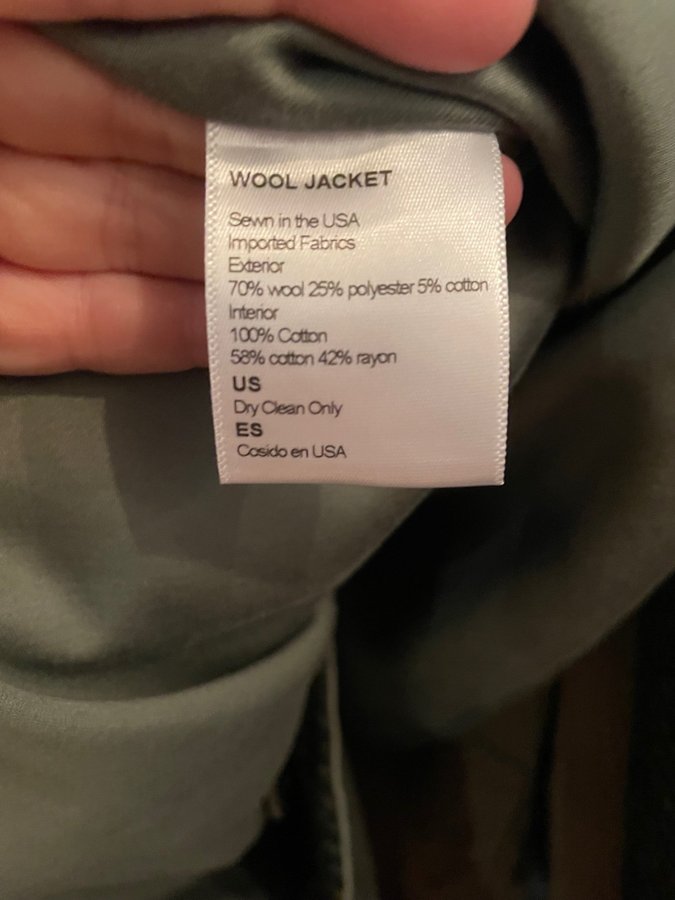 WOOL JACKET
Sewn in the USA
Imported Fabrics
Exterior
70% wool 25% polyester 5% cotton
Interior
100% Cotton
58% cotton 42% rayon
US
Dry Clean Only
ES
Cosido en USA